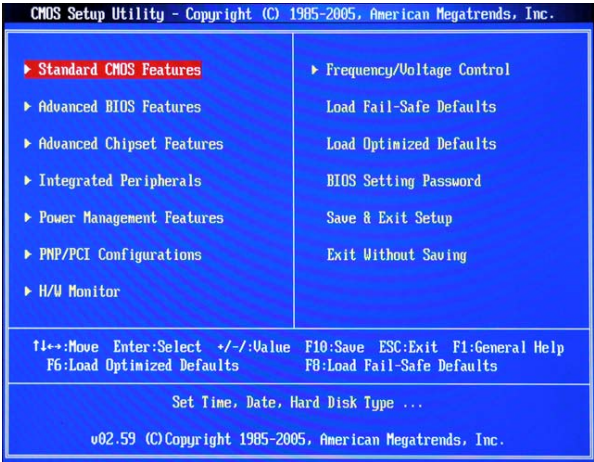 CMOS Setup Utility - Copyright (C) 1985-2005, American Megatrends, Inc.
▶ Standard CMOS Features
▶ Advanced BIOS Features
▶ Advanced Chipset Features
▶ Integrated Peripherals
▶ Power Management Features
▶ PNP/PCI Configurations
▶ H/W Monitor
▶ Frequency/Voltage Control
Load Fail-Safe Defaults
Load Optimized Defaults
BIOS Setting Password
Save & Exit Setup
Exit Without Saving
↑↓←→:Move Enter:Select +/-/:Value F10:Save ESC:Exit F1:General Help
F6:Load Optimized Defaults F8:Load Fail-Safe Defaults
Set Time, Date, Hard Disk Type ...
v02.59 (C)Copyright 1985-2005, American Megatrends, Inc.